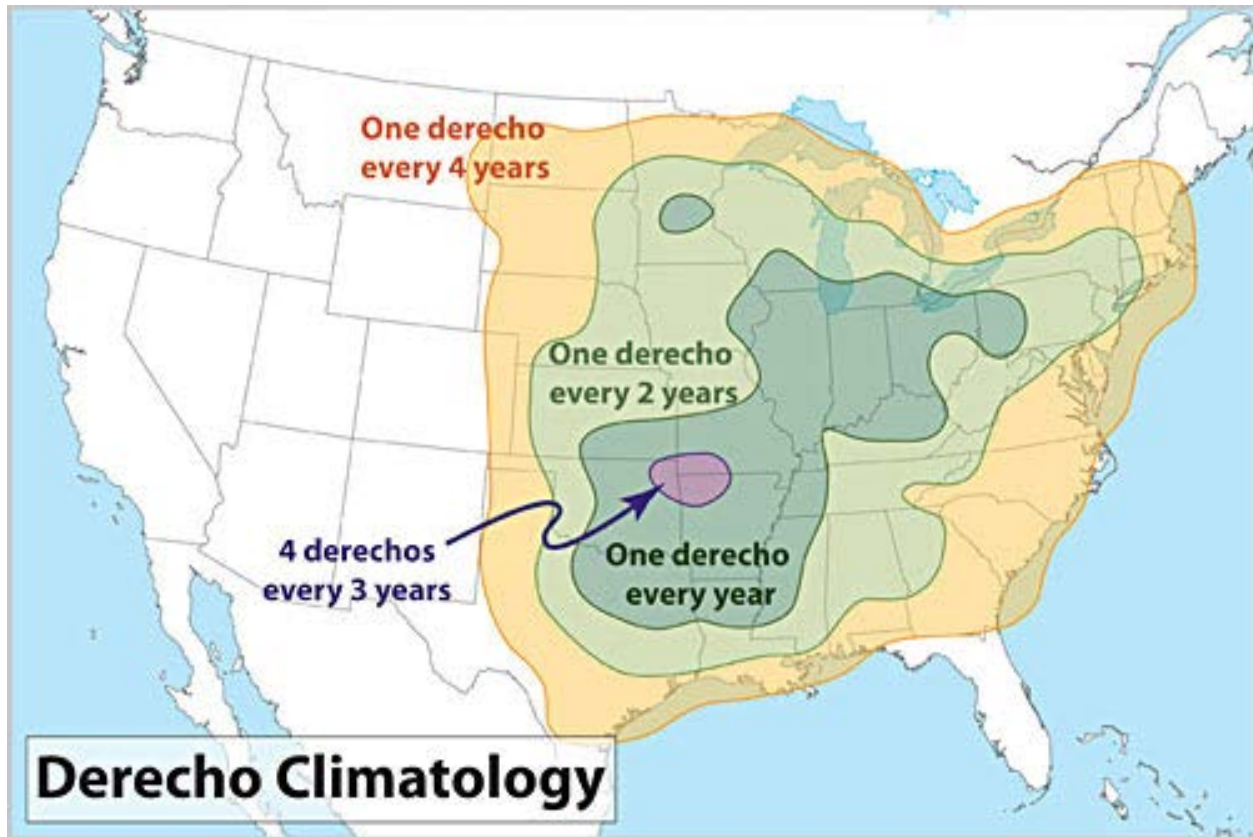 One derecho
every 4 years
One derecho
every 2 years
4 derechos
every 3 years
One derecho
every year
Derecho Climatology